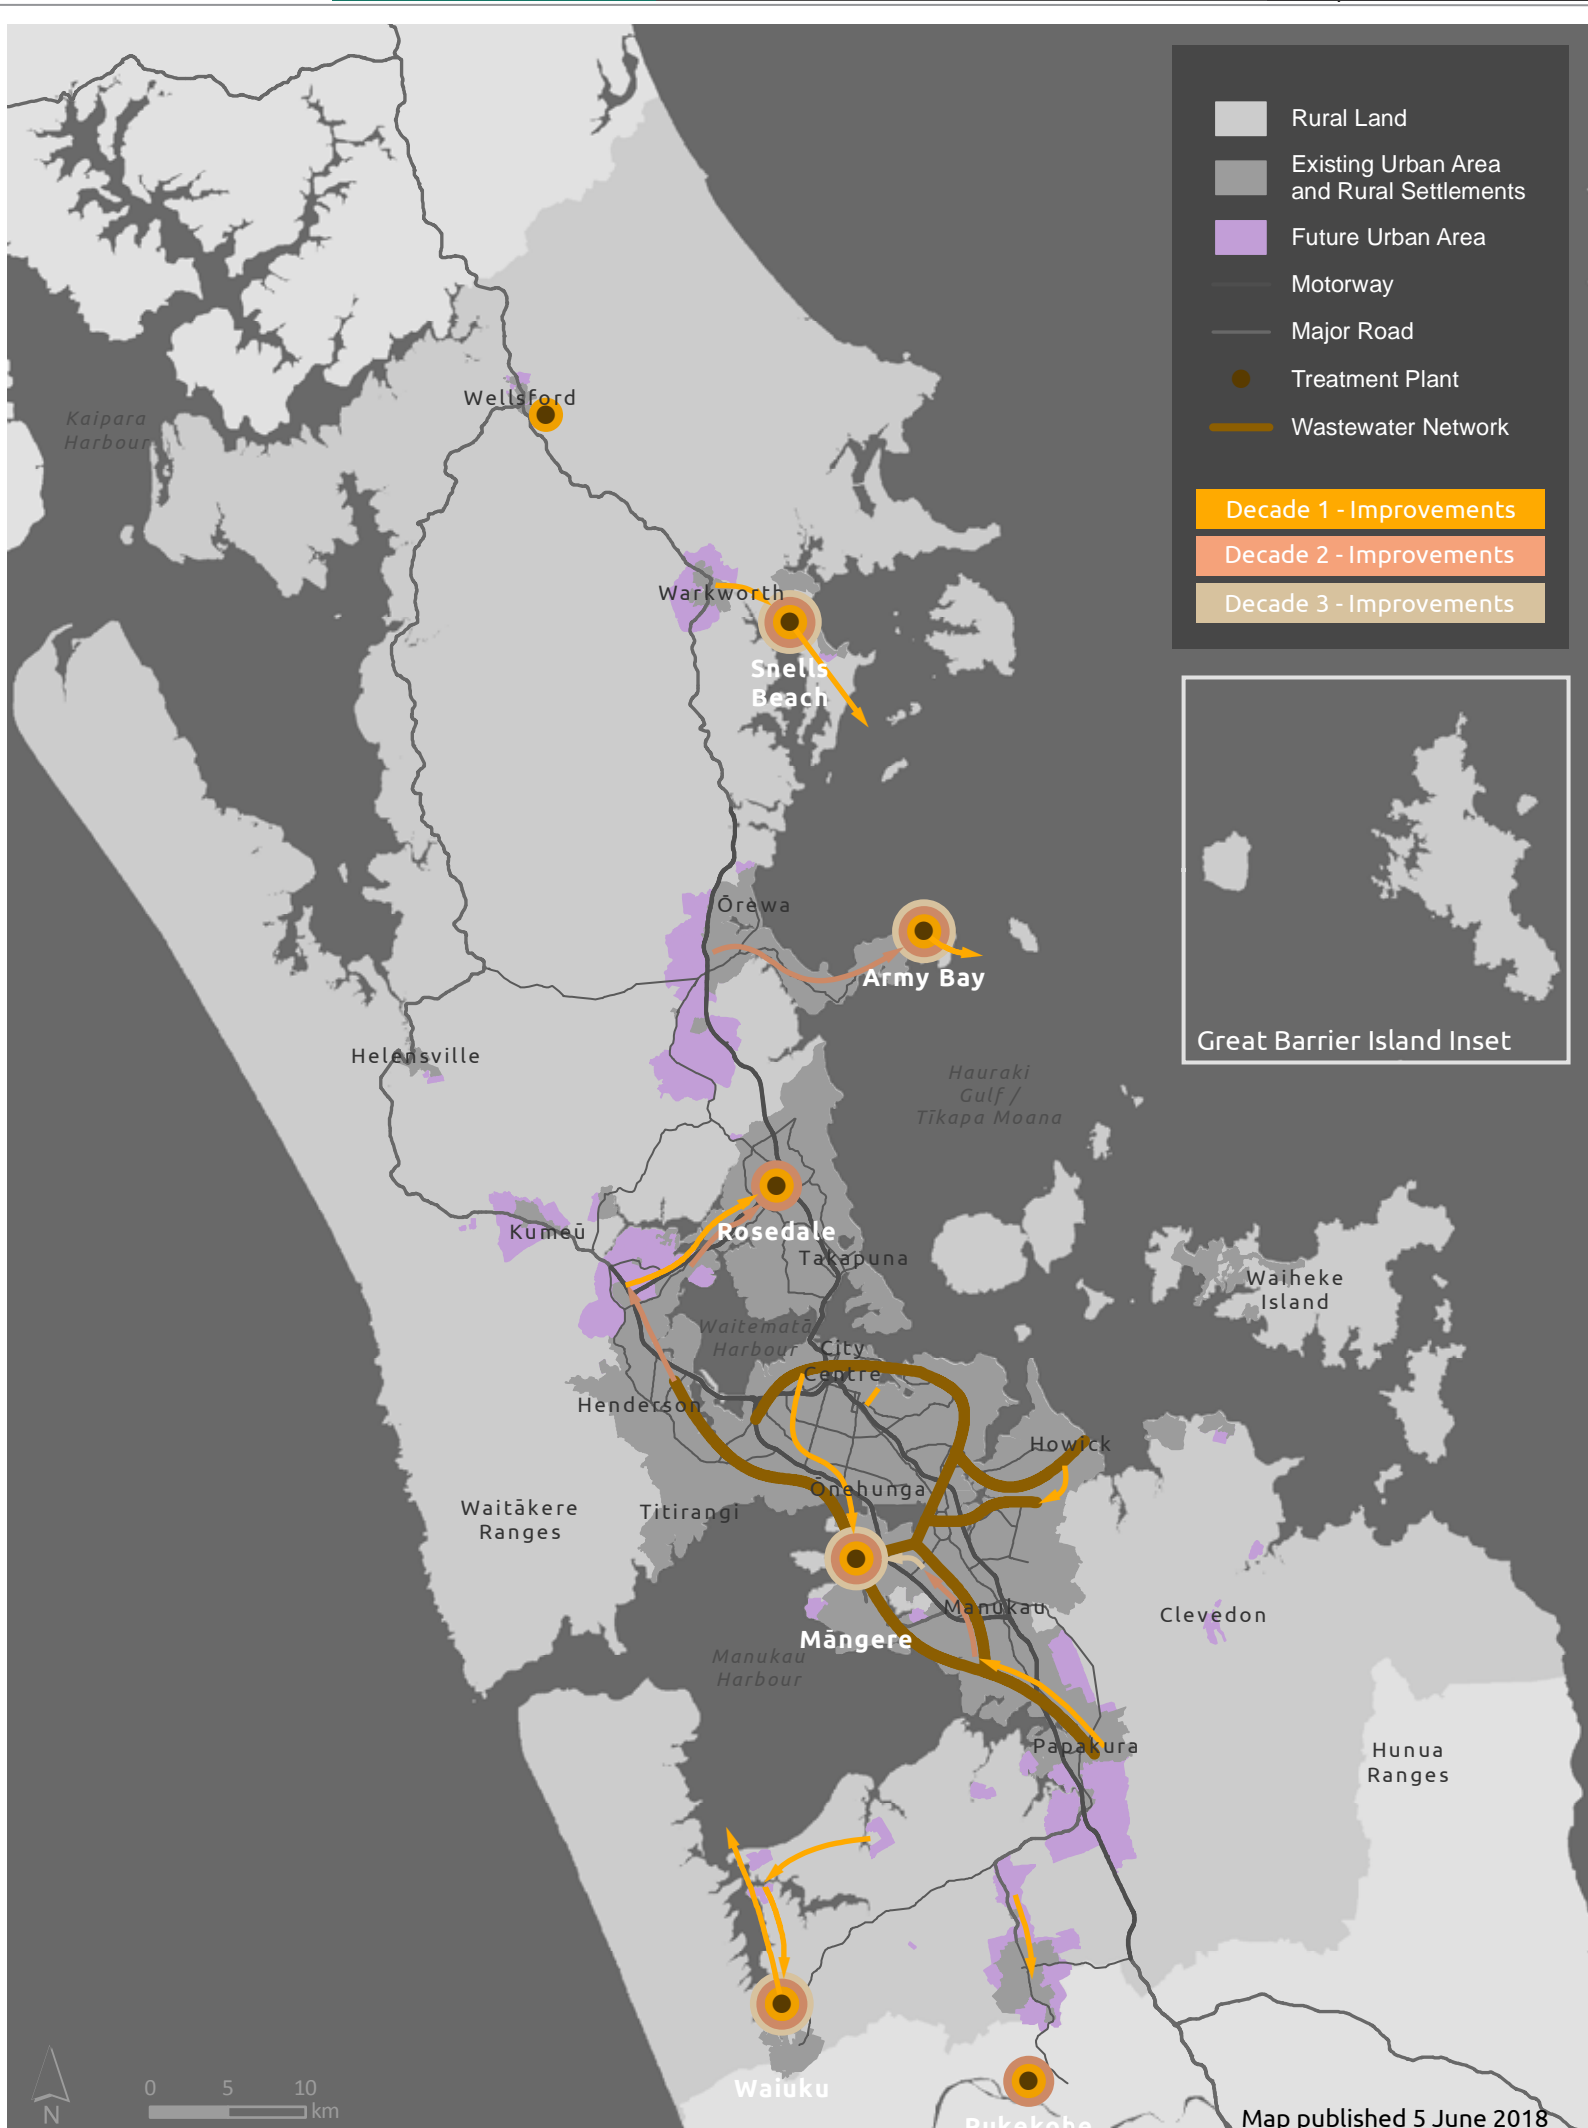 Rural Land
Existing Urban Area
and Rural Settlements
Future Urban Area
Motorway
Major Road
Treatment Plant
Wastewater Network
Decade 1 - Improvements
Decade 2 - Improvements
Decade 3 - Improvements
Wellsford
Kaipara
Harbour
Warkworth
Snells
Beach
Ōrewa
Army Bay
Great Barrier Island Inset
Helensville
Hauraki
Gulf /
Tīkapa Moana
Kumeū
Rosedale
Takapuna
Waiheke
Island
Waitematā
Harbour
City
Centre
Henderson
Howick
Ōnehunga
Waitākere
Ranges
Titirangi
Manukau
Clevedon
Māngere
Manukau
Harbour
Papakura
Hunua
Ranges
Waiuku
Pukekohe
0 5 10
km
N
Map published 5 June 2018